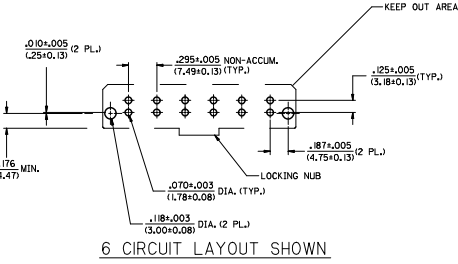 KEEP OUT AREA
.010±.005 (2 PL.)
(.25±0.13)
.295±.005 NON-ACCUM.
(7.49±0.13) (TYP.)
.125±.005 (TYP.)
(3.18±0.13)
.176 MIN.
4.47)
.187±.005 (2 PL.)
(4.75±0.13)
LOCKING NUB
.070±.003 DIA. (TYP.)
(1.78±0.08)
.118±.003 DIA. (2 PL.)
(3.00±0.08)
6 CIRCUIT LAYOUT SHOWN